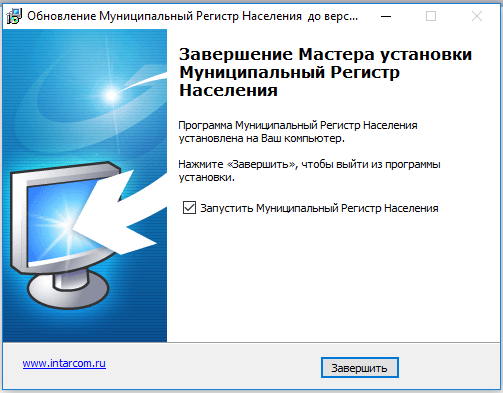 Обновление Муниципальный Регистр Населения до верс...
Завершение Мастера установки
Муниципальный Регистр
Населения
Программа Муниципальный Регистр Населения
установлена на Ваш компьютер.
Нажмите «Завершить», чтобы выйти из программы
установки.
Запустить Муниципальный Регистр Населения
www.intarcom.ru
Завершить